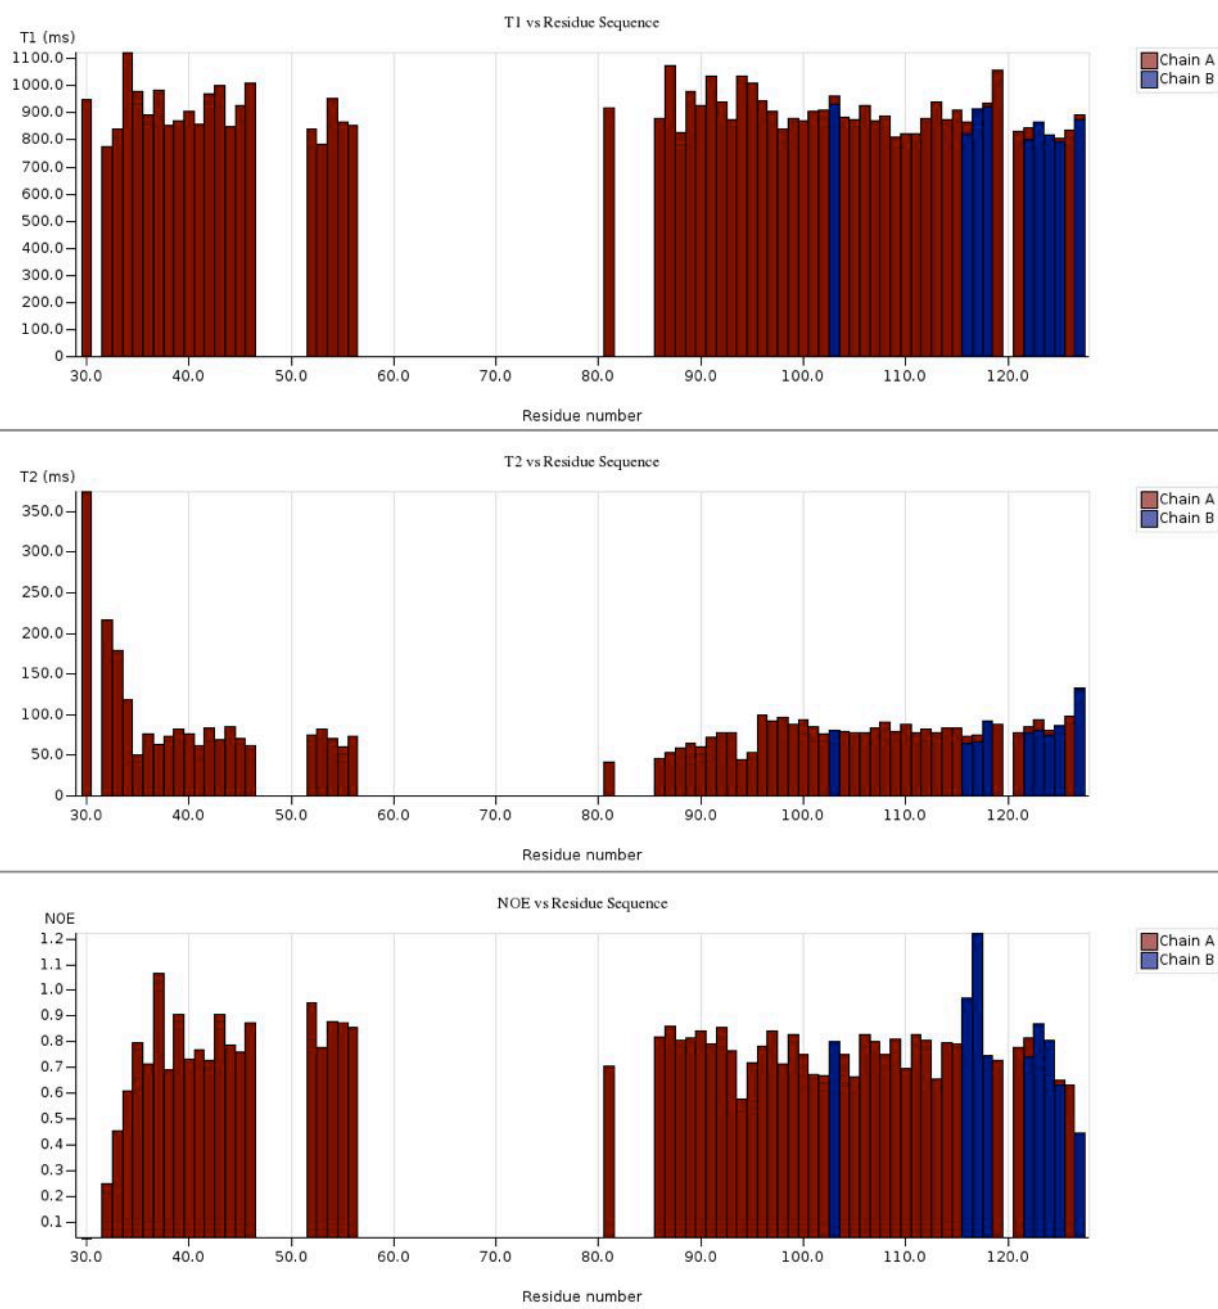 T1 vs Residue Sequence
T1 (ms)
1100.0
1000.0
900.0
800.0
700.0
600.0
500.0
400.0
300.0
200.0
100.0
0
30.0 40.0 50.0 60.0 70.0 80.0 90.0 100.0 110.0 120.0
Residue number
Chain A
Chain B
T2 vs Residue Sequence
T2 (ms)
350.0
300.0
250.0
200.0
150.0
100.0
50.0
0
30.0 40.0 50.0 60.0 70.0 80.0 90.0 100.0 110.0 120.0
Residue number
Chain A
Chain B
NOE vs Residue Sequence
NOE
1.2
1.1
1.0
0.9
0.8
0.7
0.6
0.5
0.4
0.3
0.2
0.1
30.0 40.0 50.0 60.0 70.0 80.0 90.0 100.0 110.0 120.0
Residue number
Chain A
Chain B